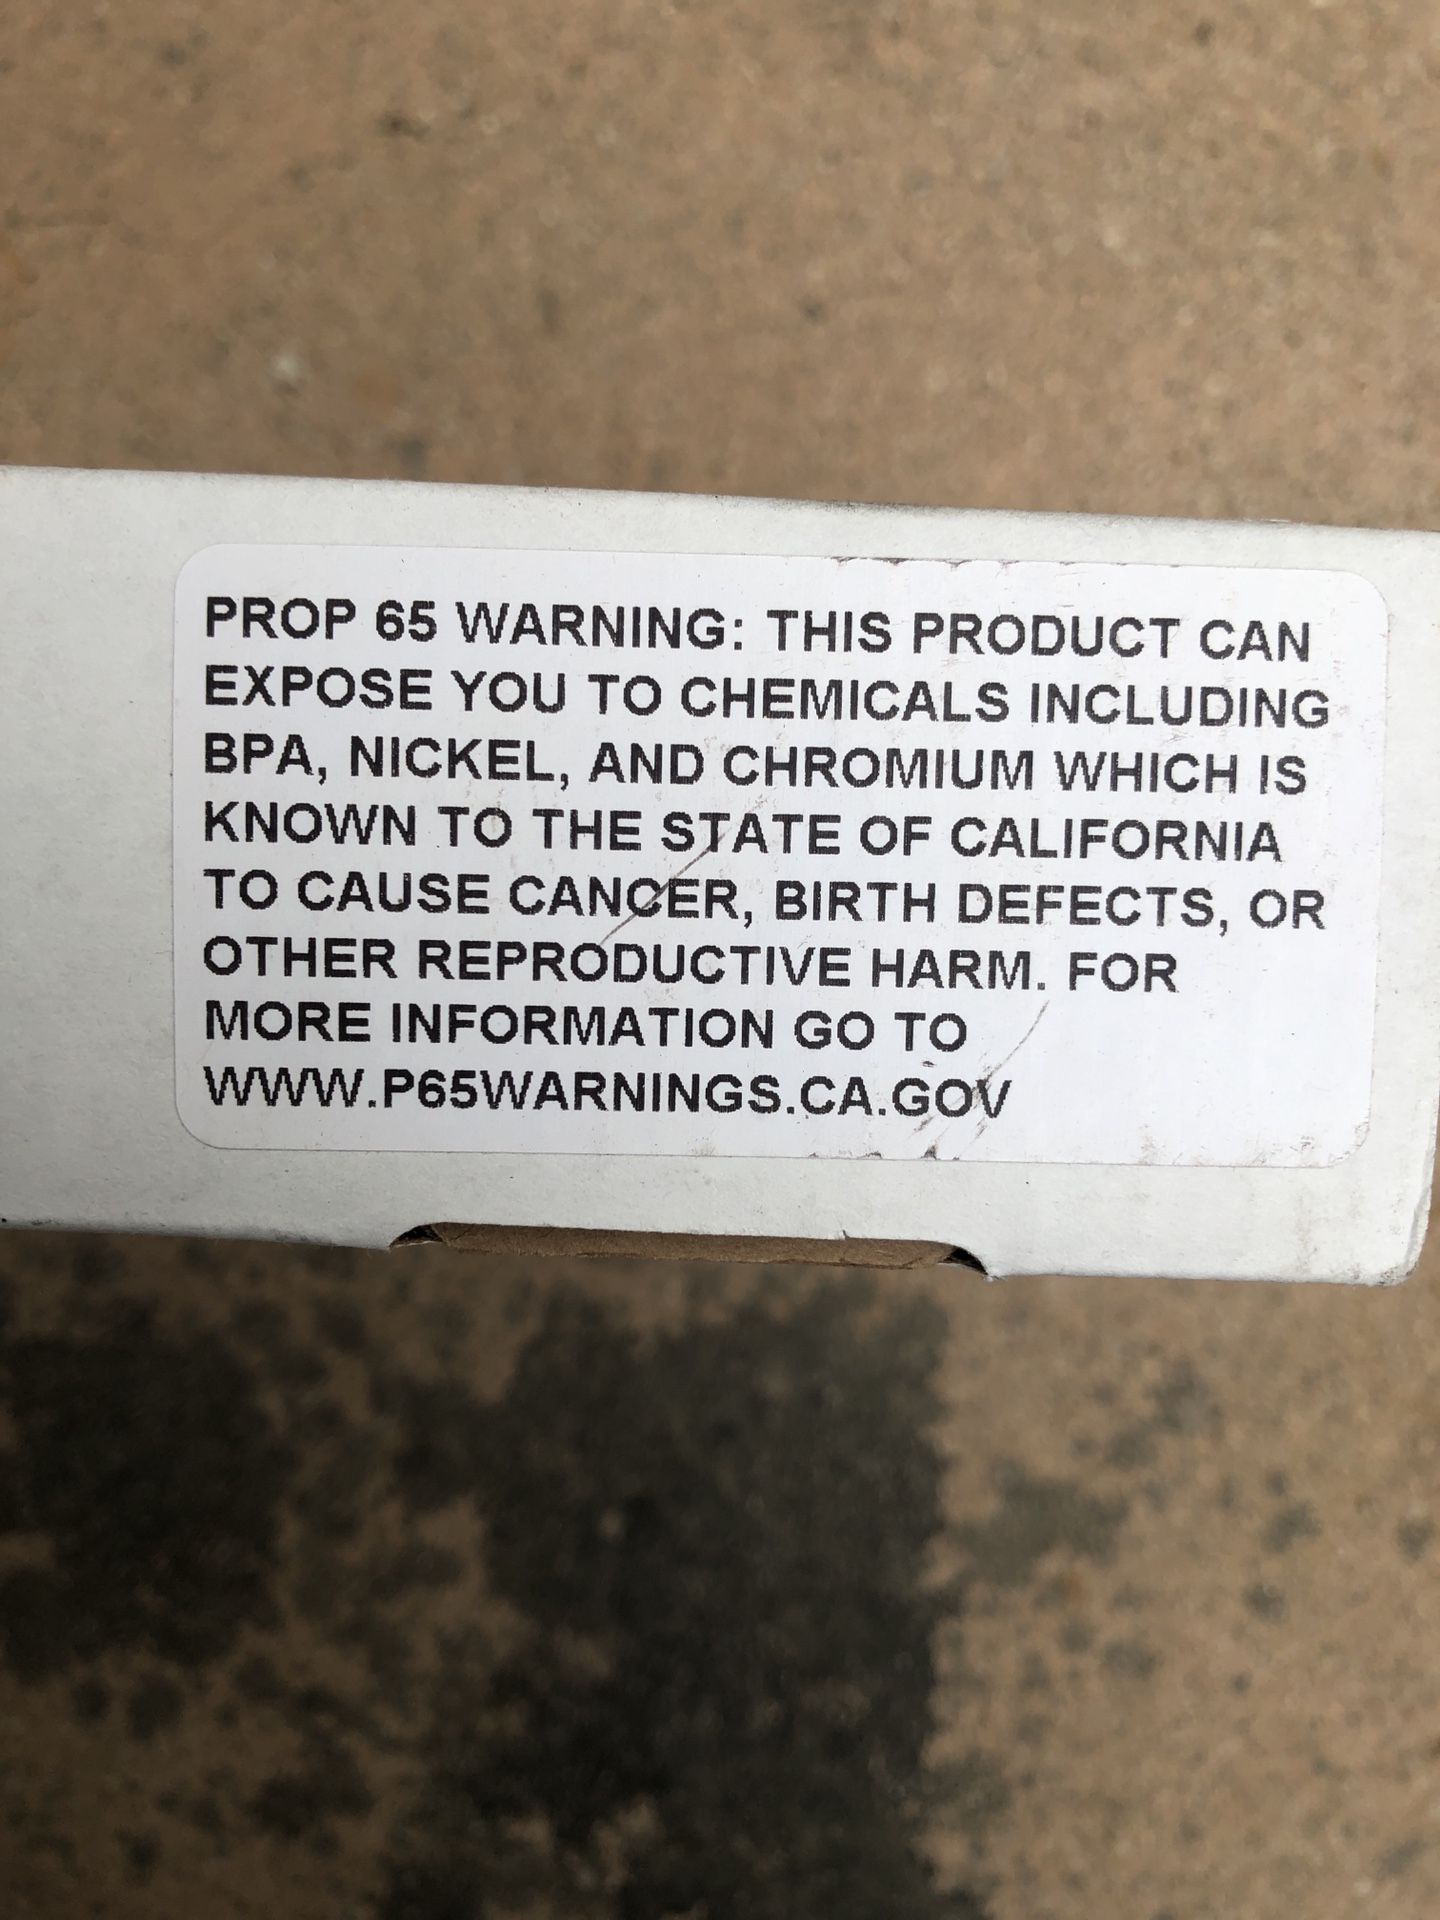 PROP 65 WARNING: THIS PRODUCT CAN
EXPOSE YOU TO CHEMICALS INCLUDING
BPA, NICKEL, AND CHROMIUM WHICH IS
KNOWN TO THE STATE OF CALIFORNIA
TO CAUSE CANCER, BIRTH DEFECTS, OR
OTHER REPRODUCTIVE HARM. FOR
MORE INFORMATION GO TO
WWW.P65WARNINGS.CA.GOV